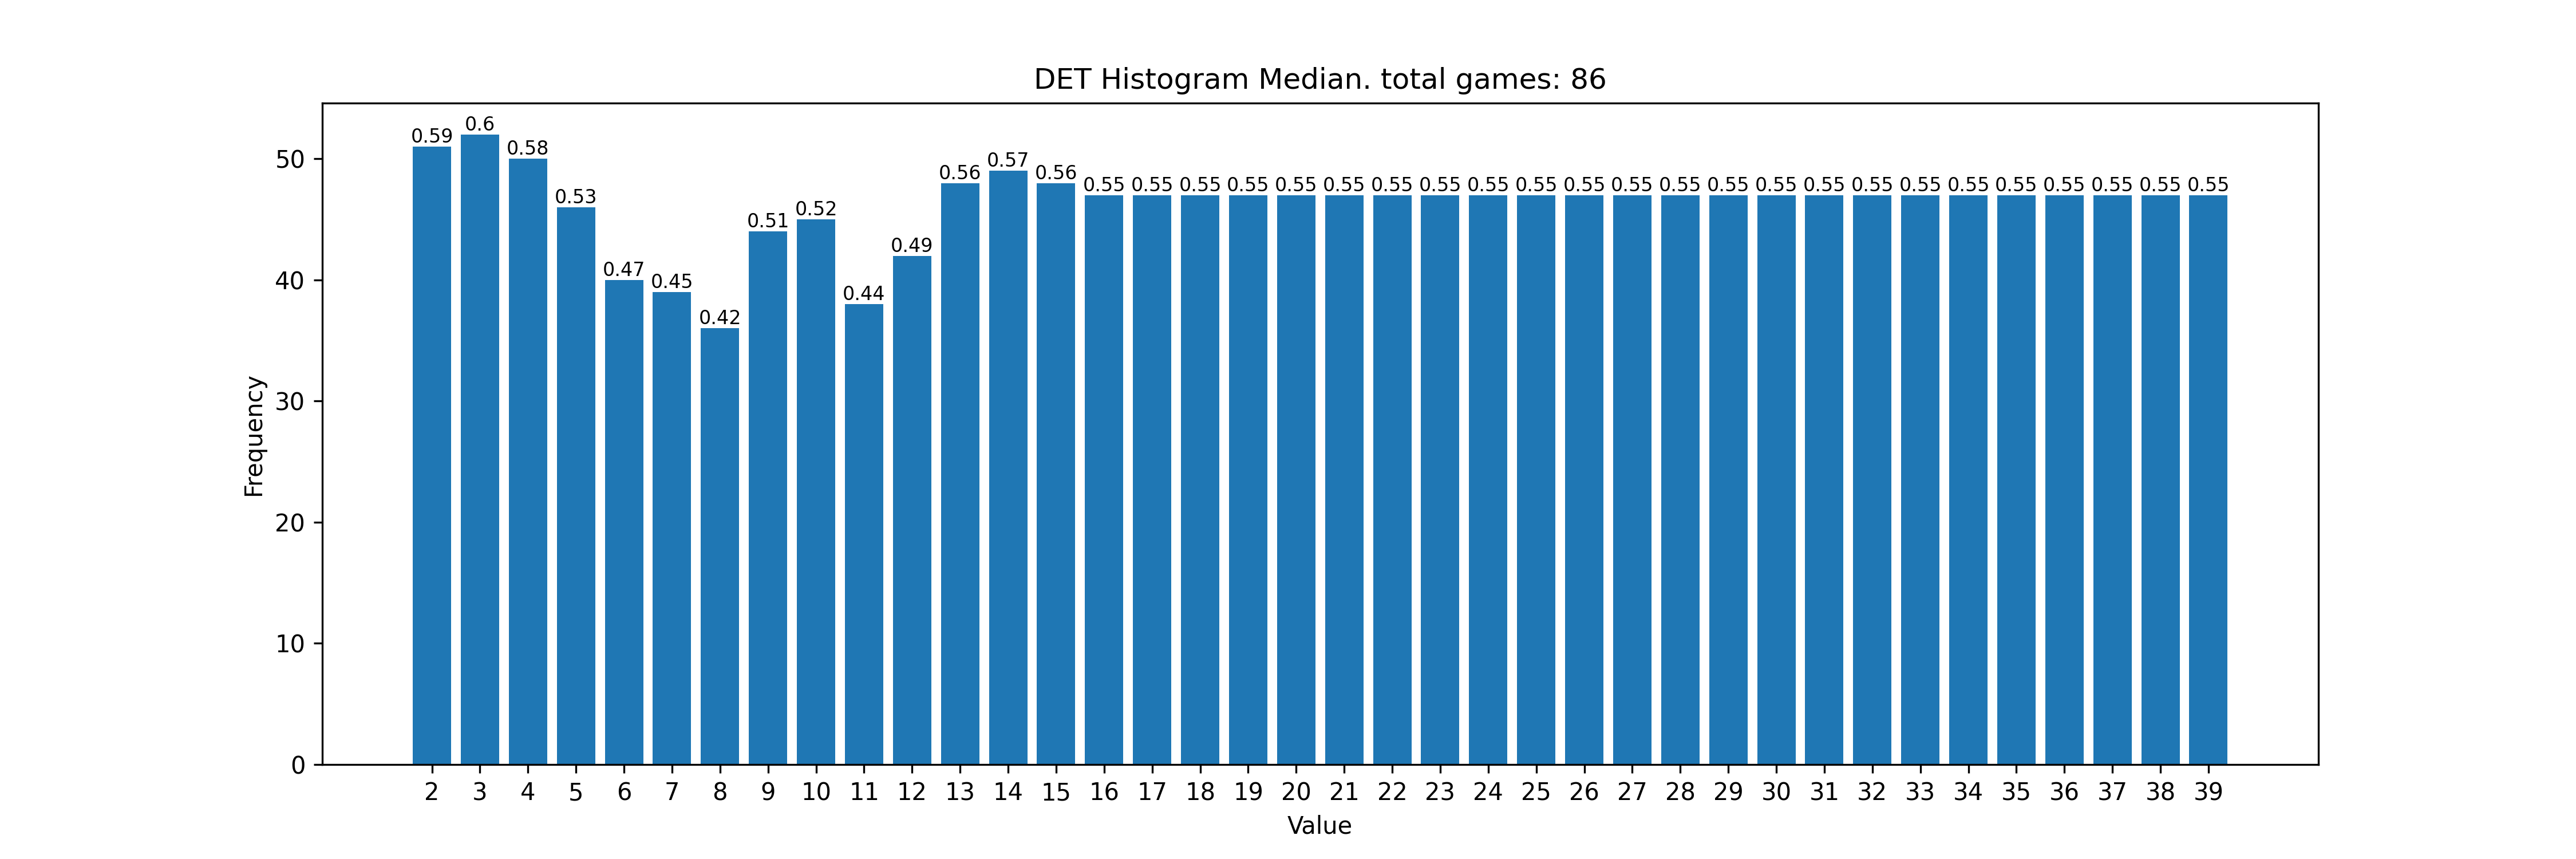 DET Histogram Median. total games: 86
0.59 0.6 0.58 0.53 0.47 0.45 0.42 0.51 0.52 0.44 0.49 0.56 0.57 0.56 0.55 0.55 0.55 0.55 0.55 0.55 0.55 0.55 0.55 0.55 0.55 0.55 0.55 0.55 0.55 0.55 0.55 0.55 0.55 0.55 0.55 0.55 0.55 0.55
50
40
30
20
10
0
Frequency
2 3 4 5 6 7 8 9 10 11 12 13 14 15 16 17 18 19 20 21 22 23 24 25 26 27 28 29 30 31 32 33 34 35 36 37 38 39
Value